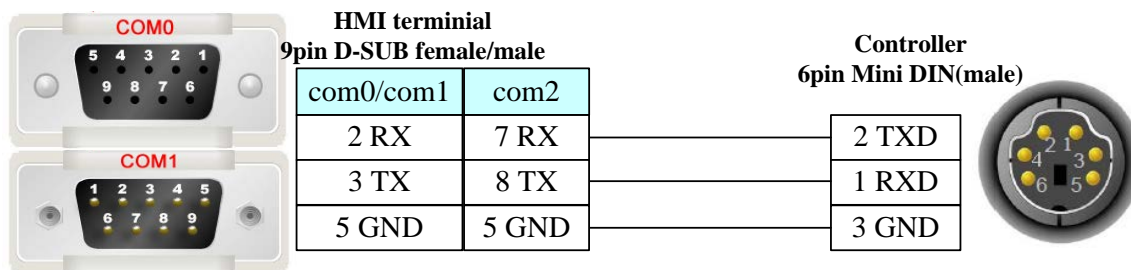 COM0
5 4 3 2 1
9 8 7 6
COM1
1 2 3 4 5
6 7 8 9
HMI terminial
9pin D-SUB female/male
com0/com1 com2
2 RX 7 RX
3 TX 8 TX
5 GND 5 GND
Controller
6pin Mini DIN(male)
2 TXD
1 RXD
3 GND
2 1
4 3
6 5